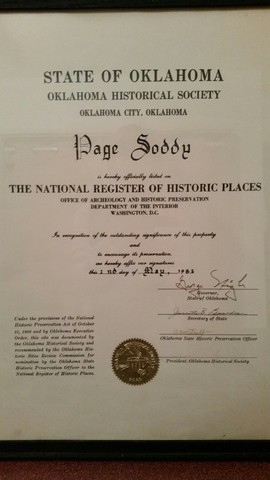 STATE OF OKLAHOMA
OKLAHOMA HISTORICAL SOCIETY
OKLAHOMA CITY, OKLAHOMA
Page Soddy
is hereby officially listed on
THE NATIONAL REGISTER OF HISTORIC PLACES
OFFICE OF ARCHEOLOGY AND HISTORIC PRESERVATION
DEPARTMENT OF THE INTERIOR
WASHINGTON, D.C.
In recognition of the outstanding significance of this property
and
to encourage its preservation,
we hereby affix our signatures
this 2nd day of May, 1983
Governor,
State of Oklahoma
Secretary of State
Oklahoma State Historic Preservation Officer
President, Oklahoma Historical Society
Under the provisions of the National
Historic Preservation Act of October
15, 1966 and by Oklahoma Executive
Order, this site was documented by the
Oklahoma Historical Society and
recommended by the Oklahoma His-
toric Sites Review Commission for
nomination by the Oklahoma State
Historic Preservation Officer to the
National Register of Historic Places.